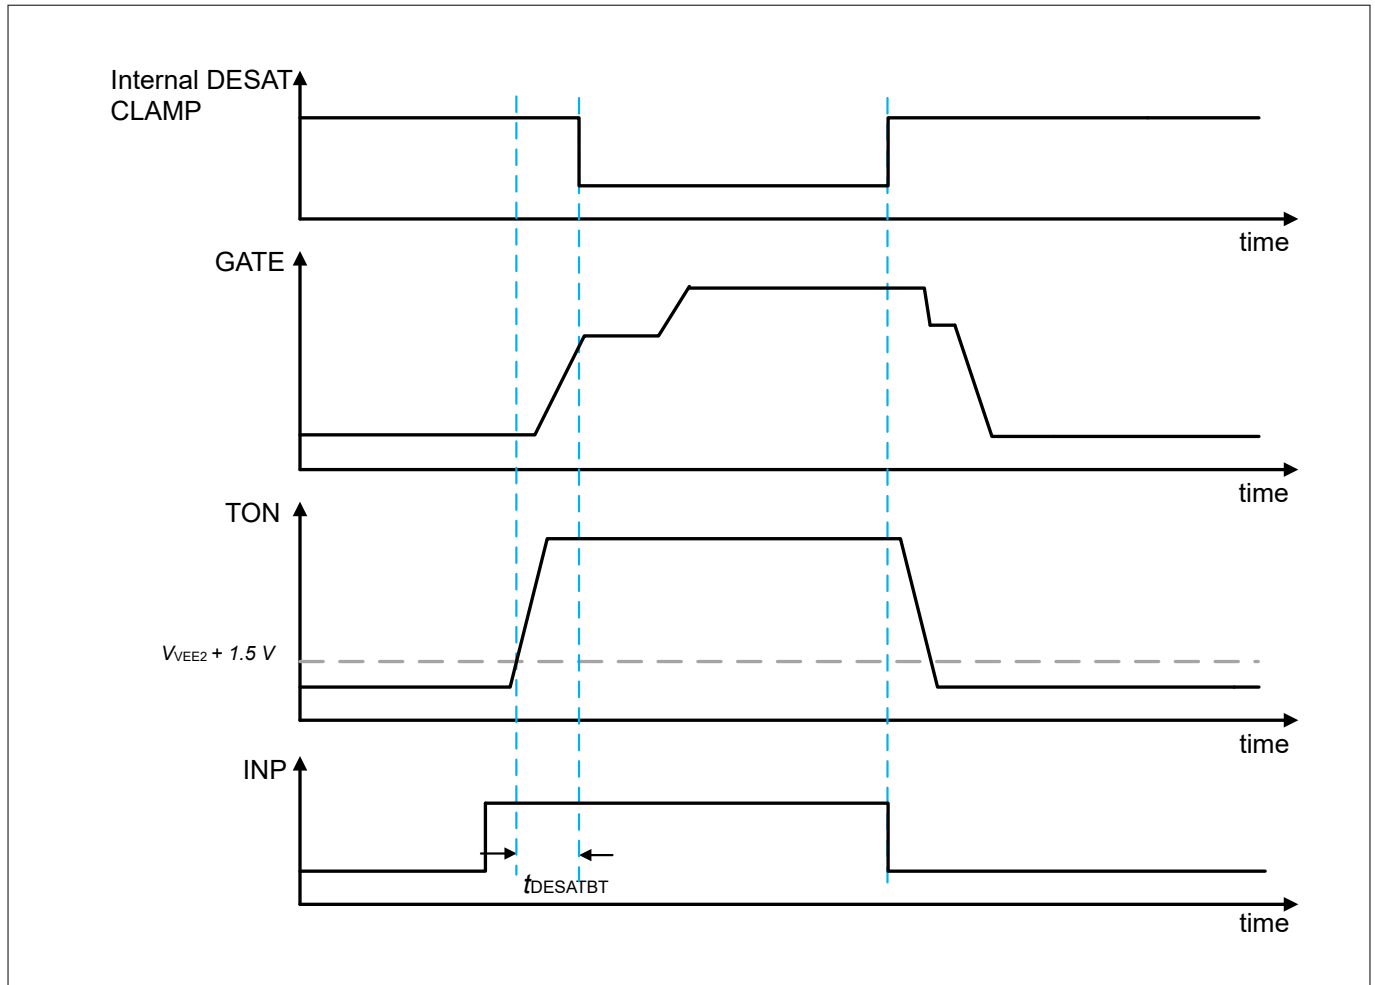 Internal DESAT
CLAMP
time
GATE
time
TON
VVEE2 + 1.5 V
time
INP
tDESATBT
time